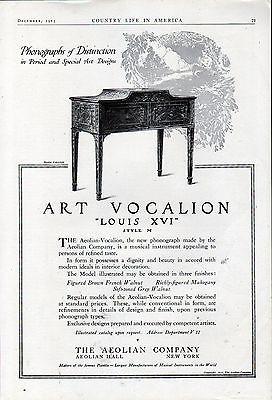 December, 1915 COUNTRY LIFE IN AMERICA 21
Phonographs of Distinction
in Period and Special Art Designs
ART VOCALION
"LOUIS XVI"
STYLE M
THE Aeolian-Vocalion, the new phonograph made by the
Aeolian Company, is a musical instrument appealing to
persons of refined taste.
In form it possesses a dignity and beauty in accord with
modern ideals in interior decoration.
The Model illustrated may be obtained in three finishes:
Figured Brown French Walnut Richly-figured Mahogany
Soft-toned Grey Walnut.
Regular models of the Aeolian-Vocalion may be obtained
at standard prices. These, while conventional in form, are
refinements in details of design and finish, upon previous
phonograph types.
Exclusive designs prepared and executed by competent artists.
Illustrated catalog upon request. Address Department V 12
THE AEOLIAN COMPANY
AEOLIAN HALL NEW YORK
Makers of the famous Pianola—Largest Manufacturers of Musical Instruments in the World